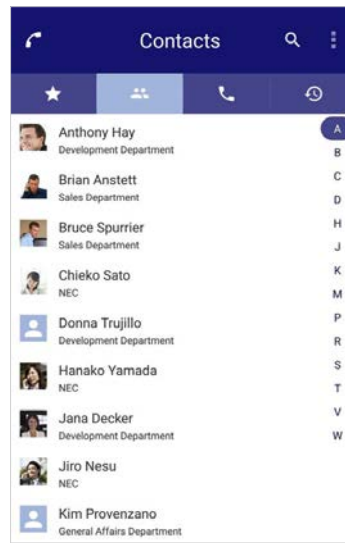 Contacts
Anthony Hay
Development Department
Brian Anstett
Sales Department
Bruce Spurrier
Sales Department
Chieko Sato
NEC
Donna Trujillo
Development Department
Hanako Yamada
NEC
Jana Decker
Development Department
Jiro Nesu
NEC
Kim Provenzano
General Affairs Department
A
B
C
D
H
J
K
M
P
R
S
T
V
W